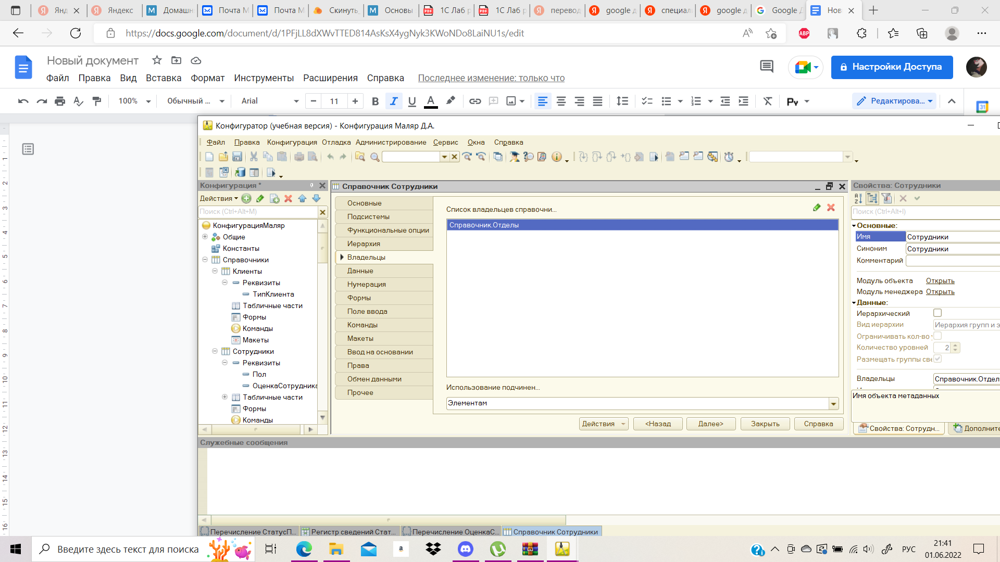 Янд
Яндекс
Домашн
Почта М
Почта М
Скинуть_
Основы
1С Лаб р
1С Лаб р
перевод
google д
специал
google д
Google Д
Нов
https://docs.google.com/document/d/1PFjLL8dXWvTTED814AsKsX4ygNyk3KWoNDo8LaiNU1s/edit
Новый документ
Файл Правка Вид Вставка Формат Инструменты Расширения Справка Последнее изменение: только что
Настройки Доступа
100% Обычный ... Arial 11 Редактирова...
Конфигуратор (учебная версия) - Конфигурация Маляр Д.А.
Файл Правка Конфигурация Отладка Администрирование Сервис Окна Справка
Конфигурация *
Действия
Поиск (Ctrl+Alt+M)
КонфигурацияМаляр
Общие
Константы
Справочники
Клиенты
Реквизиты
ТипКлиента
Табличные части
Формы
Команды
Макеты
Сотрудники
Реквизиты
Пол
ОценкаСотрудника
Табличные части
Формы
Команды
Справочник Сотрудники
Основные
Подсистемы
Функциональные опции
Иерархия
Владельцы
Данные
Нумерация
Формы
Поле ввода
Команды
Макеты
Ввод на основании
Права
Обмен данными
Прочее
Список владельцев справочни...
Справочник.Отделы
Использование подчинен...
Элементам
Действия <Назад Далее> Закрыть Справка
Свойства: Сотрудники
Поиск (Ctrl+Alt+I)
Основные:
Имя Сотрудники
Синоним Сотрудники
Комментарий
Модуль объекта Открыть
Модуль менеджера Открыть
Данные:
Иерархический
Вид иерархии Иерархия групп и э
Ограничивать кол-во
Количество уровней 2
Размещать группы све
Владельцы Справочник.Отдел
Имя объекта метаданных
Свойства: Сотрудн... Дополните
Служебные сообщения
Перечисление СтатусП... Регистр сведений Стат... Перечисление ОценкаС... Справочник Сотрудники
Введите здесь текст для поиска
РУС
21:41
01.06.2022